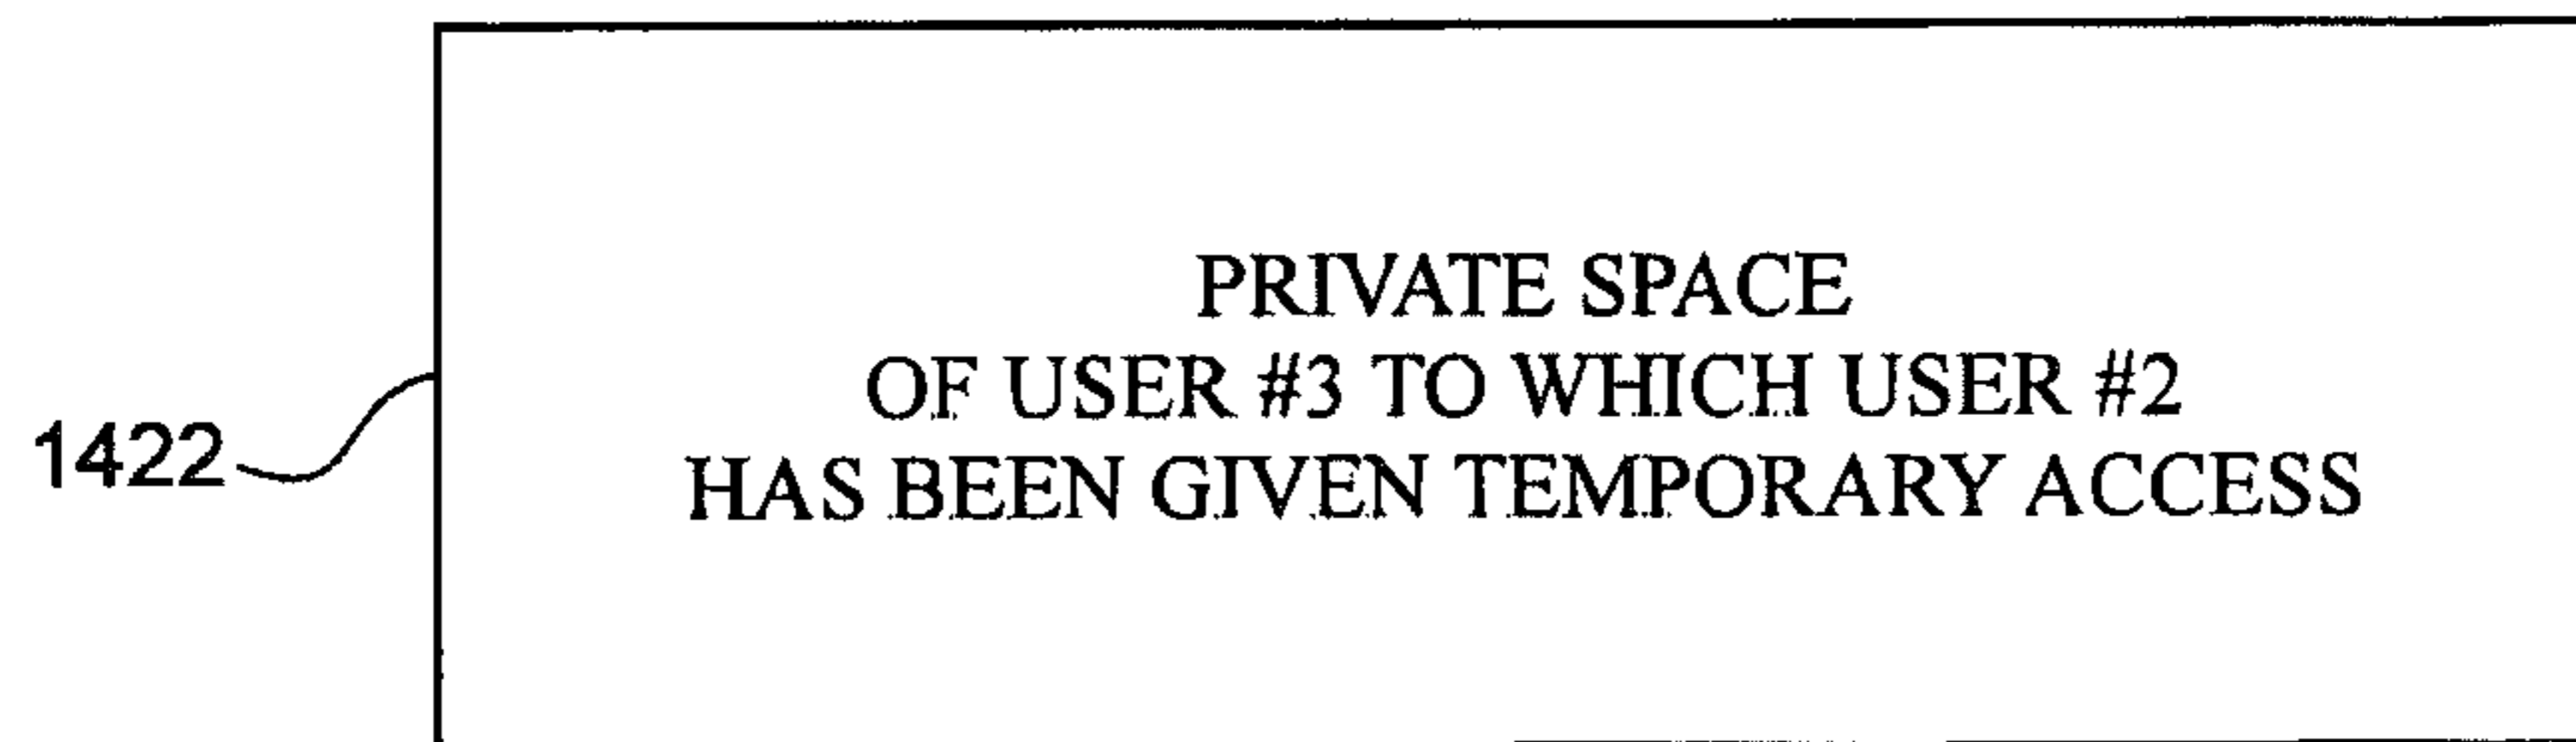 PRIVATE SPACE
OF USER #3 TO WHICH USER #2
HAS BEEN GIVEN TEMPORARY ACCESS
1422